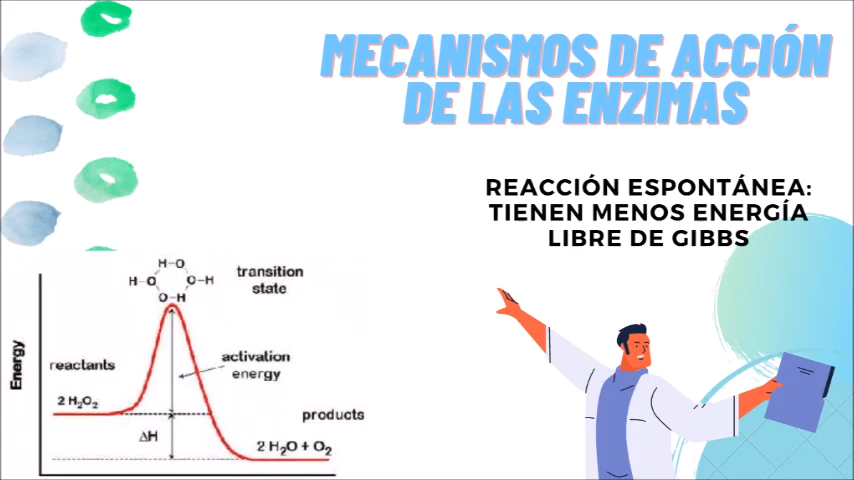 MECANISMOS DE ACCIÓN
DE LAS ENZIMAS
REACCIÓN ESPONTÁNEA:
TIENEN MENOS ENERGÍA
LIBRE DE GIBBS
H-O
H-O O-H
O-H
transition
state
Energy
reactants
activation
energy
2 H₂O₂
products
ΔH
2 H₂O + O₂